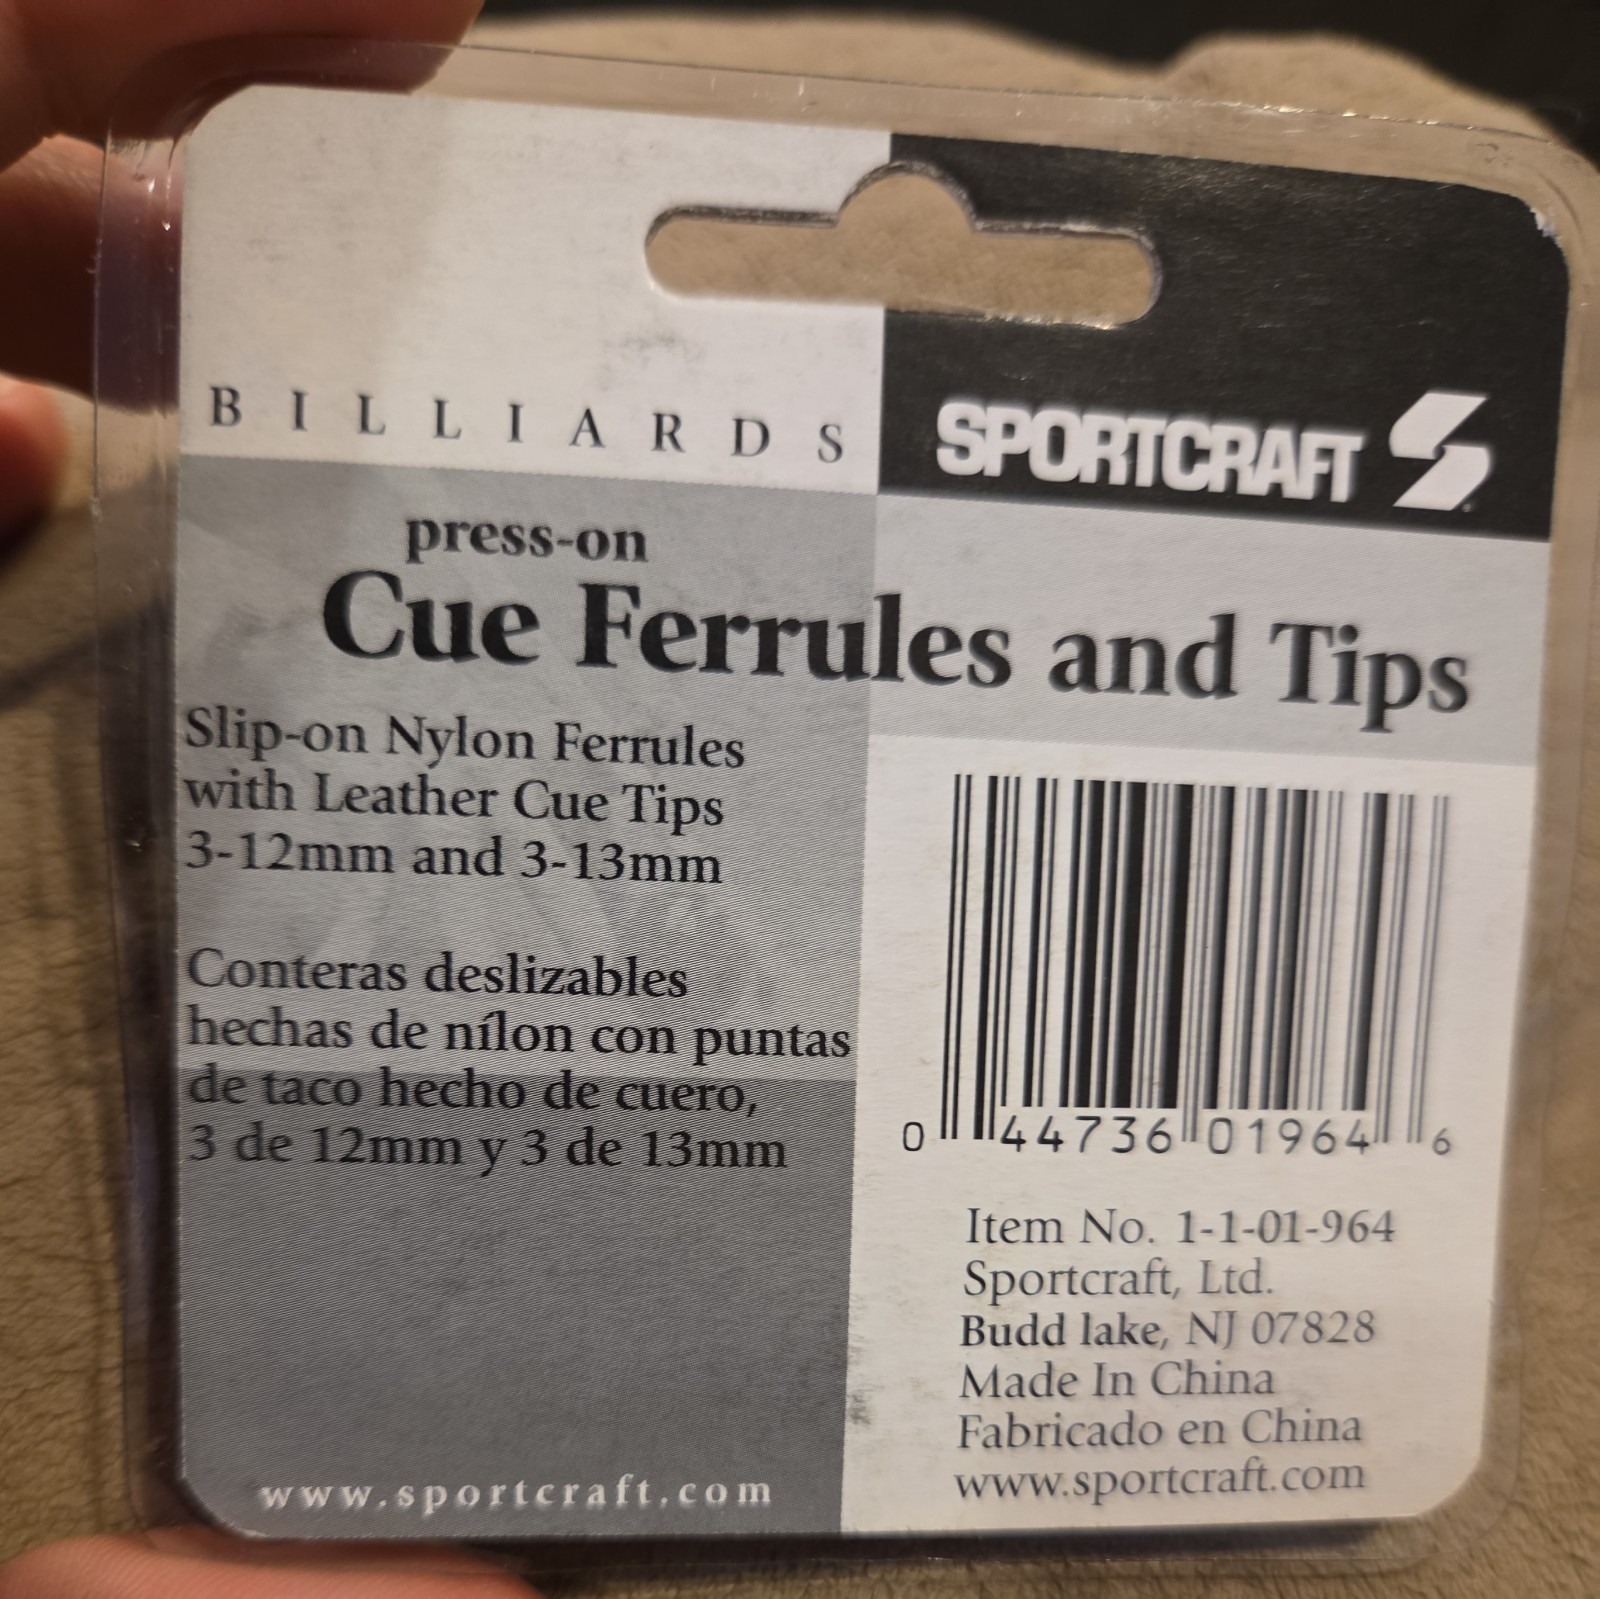 BILLIARDS
SPORTCRAFT
press-on
Cue Ferrules and Tips
Slip-on Nylon Ferrules
with Leather Cue Tips
3-12mm and 3-13mm
Conteras deslizables
hechas de nílon con puntas
de taco hecho de cuero,
3 de 12mm y 3 de 13mm
www.sportcraft.com
0 44736 01964 6
Item No. 1-1-01-964
Sportcraft, Ltd.
Budd lake, NJ 07828
Made In China
Fabricado en China
www.sportcraft.com